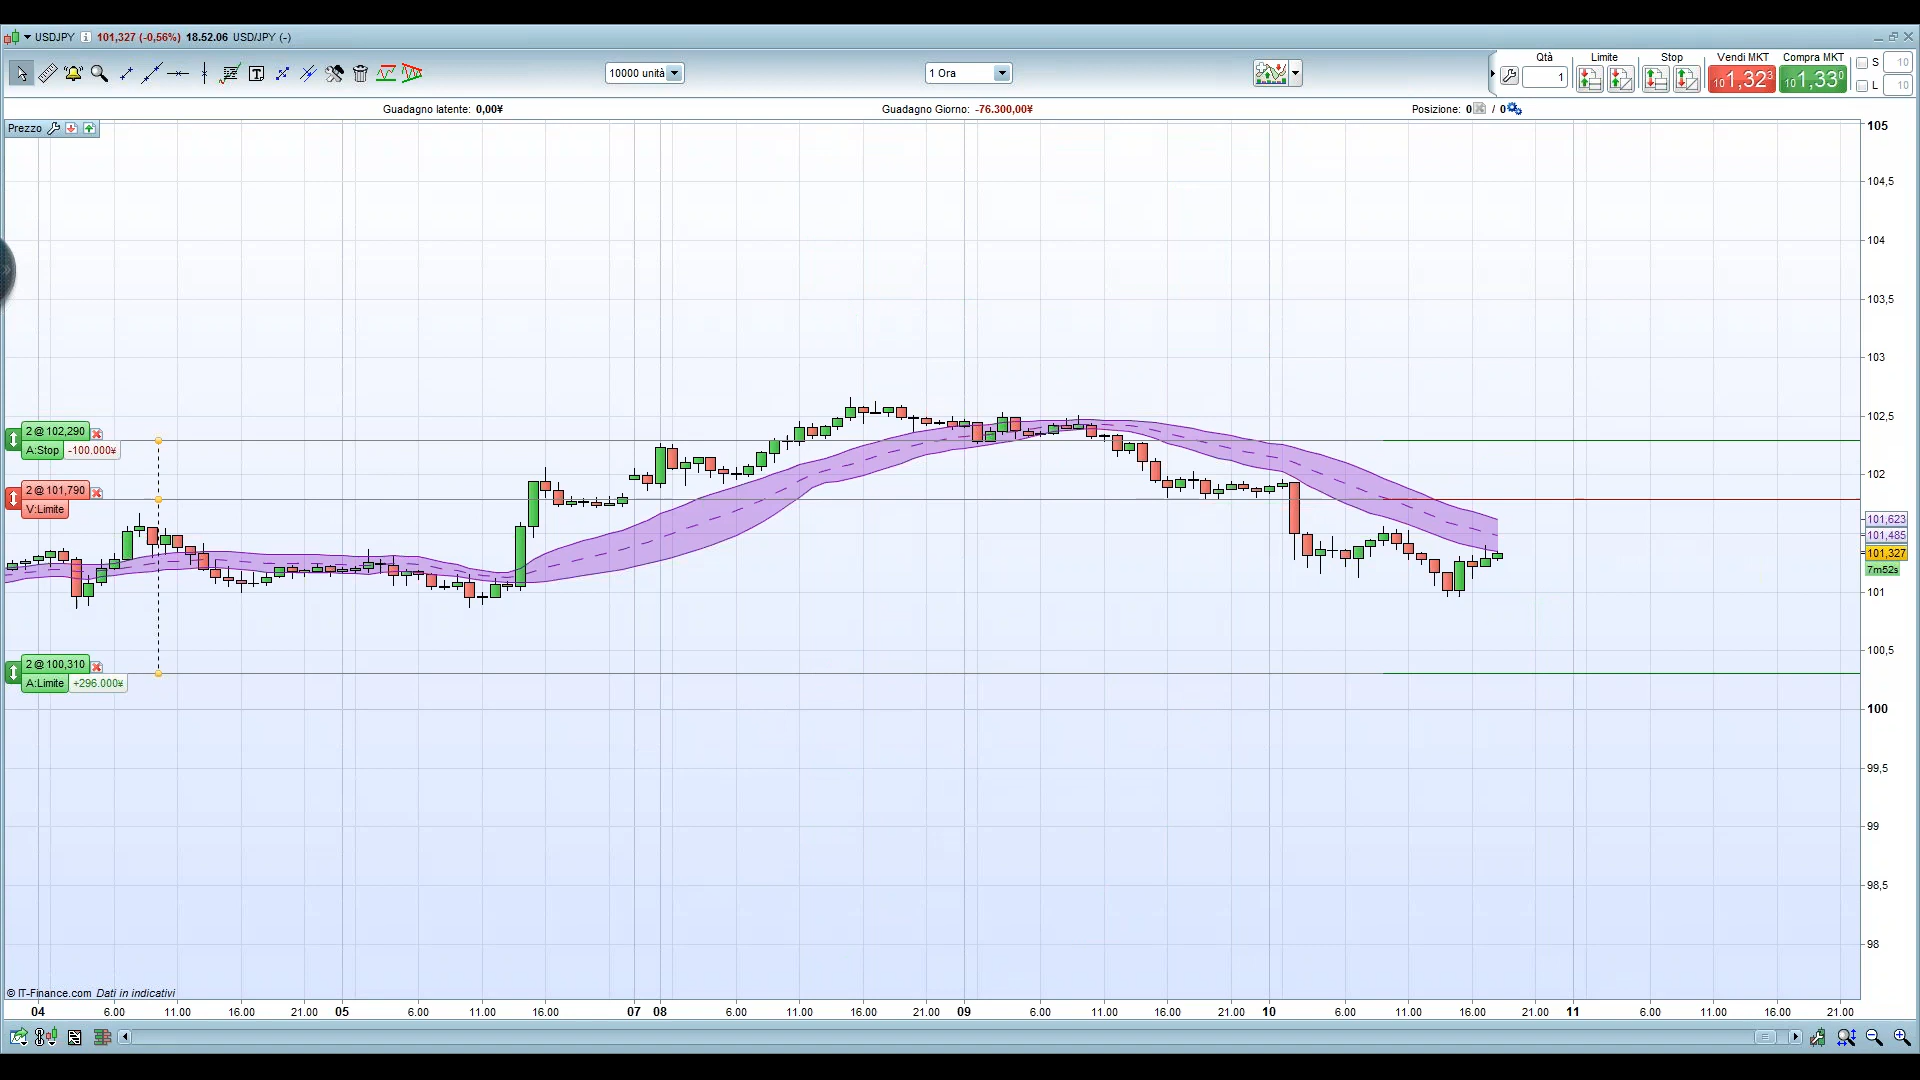 USDJPY 101,327 (-0,56%) 18.52.06 USD/JPY (-)
10000 unità
1 Ora
Qtà Limite Stop Vendi MKT Compra MKT
1
101,32³ 101,33⁰
S 10
L 10
Guadagno latente: 0,00¥ Guadagno Giorno: -76.300,00¥ Posizione: 0 / 0
Prezzo
105
104,5
104
103,5
103
102,5
2 @ 102,290
A:Stop -100.000¥
102
2 @ 101,790
V:Limite
101,623
101,485
101,327
7m52s
101
100,5
2 @ 100,310
A:Limite +296.000¥
100
99,5
99
98,5
98
© IT-Finance.com Dati in indicativi
04 6.00 11.00 16.00 21.00 05 6.00 11.00 16.00 07 08 6.00 11.00 16.00 21.00 09 6.00 11.00 16.00 21.00 10 6.00 11.00 16.00 21.00 11 6.00 11.00 16.00 21.00